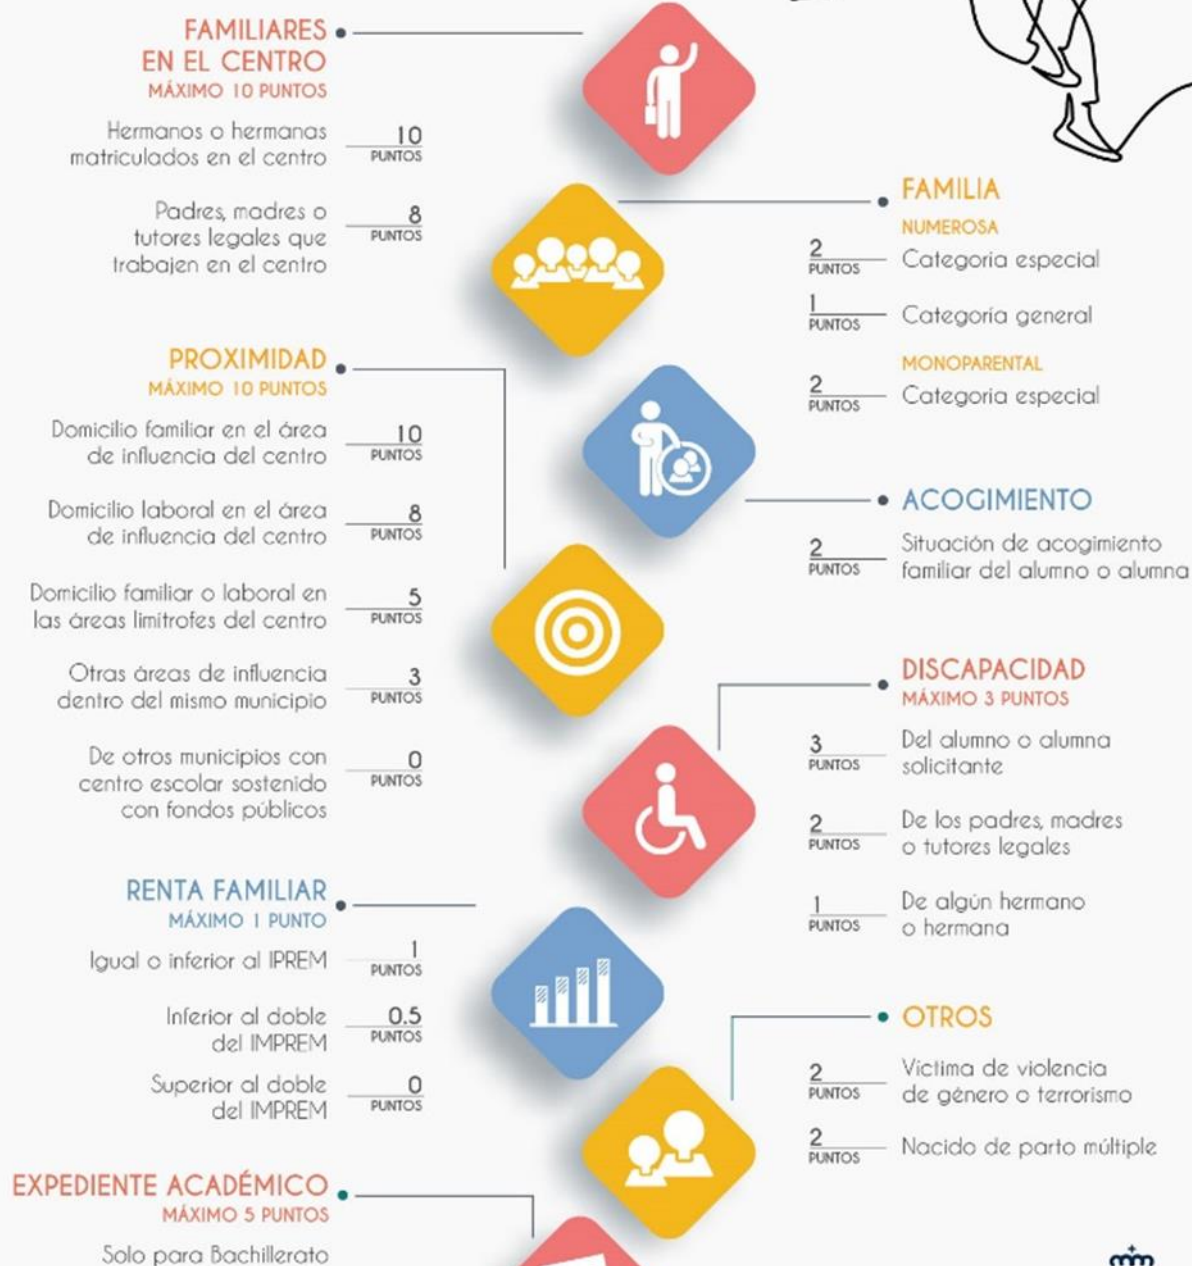 FAMILIARES
EN EL CENTRO
MÁXIMO 10 PUNTOS
Hermanos o hermanas
matriculados en el centro
10
PUNTOS
Padres, madres o
tutores legales que
trabajen en el centro
8
PUNTOS
PROXIMIDAD
MÁXIMO 10 PUNTOS
Domicilio familiar en el área
de influencia del centro
10
PUNTOS
Domicilio laboral en el área
de influencia del centro
8
PUNTOS
Domicilio familiar o laboral en
las áreas limítrofes del centro
5
PUNTOS
Otras áreas de influencia
dentro del mismo municipio
3
PUNTOS
De otros municipios con
centro escolar sostenido
con fondos públicos
0
PUNTOS
RENTA FAMILIAR
MÁXIMO 1 PUNTO
Igual o inferior al IPREM
1
PUNTOS
Inferior al doble
del IMPREM
0.5
PUNTOS
Superior al doble
del IMPREM
0
PUNTOS
EXPEDIENTE ACADÉMICO
MÁXIMO 5 PUNTOS
Solo para Bachillerato
FAMILIA
NUMEROSA
2
PUNTOS
Categoría especial
1
PUNTOS
Categoría general
MONOPARENTAL
2
PUNTOS
Categoría especial
ACOGIMIENTO
2
PUNTOS
Situación de acogimiento
familiar del alumno o alumna
DISCAPACIDAD
MÁXIMO 3 PUNTOS
3
PUNTOS
Del alumno o alumna
solicitante
2
PUNTOS
De los padres, madres
o tutores legales
1
PUNTOS
De algún hermano
o hermana
OTROS
2
PUNTOS
Víctima de violencia
de género o terrorismo
2
PUNTOS
Nacido de parto múltiple